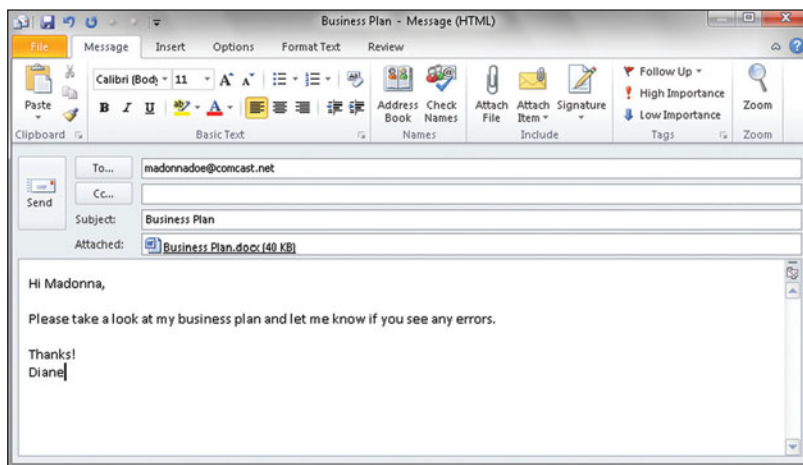 Business Plan - Message (HTML)
File Message Insert Options Format Text Review
Paste
Clipboard
Calibri (Body 11 A A
B I U A
Basic Text
Address Book
Check Names
Names
Attach File
Attach Item
Signature
Include
Follow Up
High Importance
Low Importance
Tags
Zoom
Zoom
Send
To... madonnadoe@comcast.net
Cc...
Subject: Business Plan
Attached: Business Plan.docx (40 KB)
Hi Madonna,
Please take a look at my business plan and let me know if you see any errors.
Thanks!
Diane